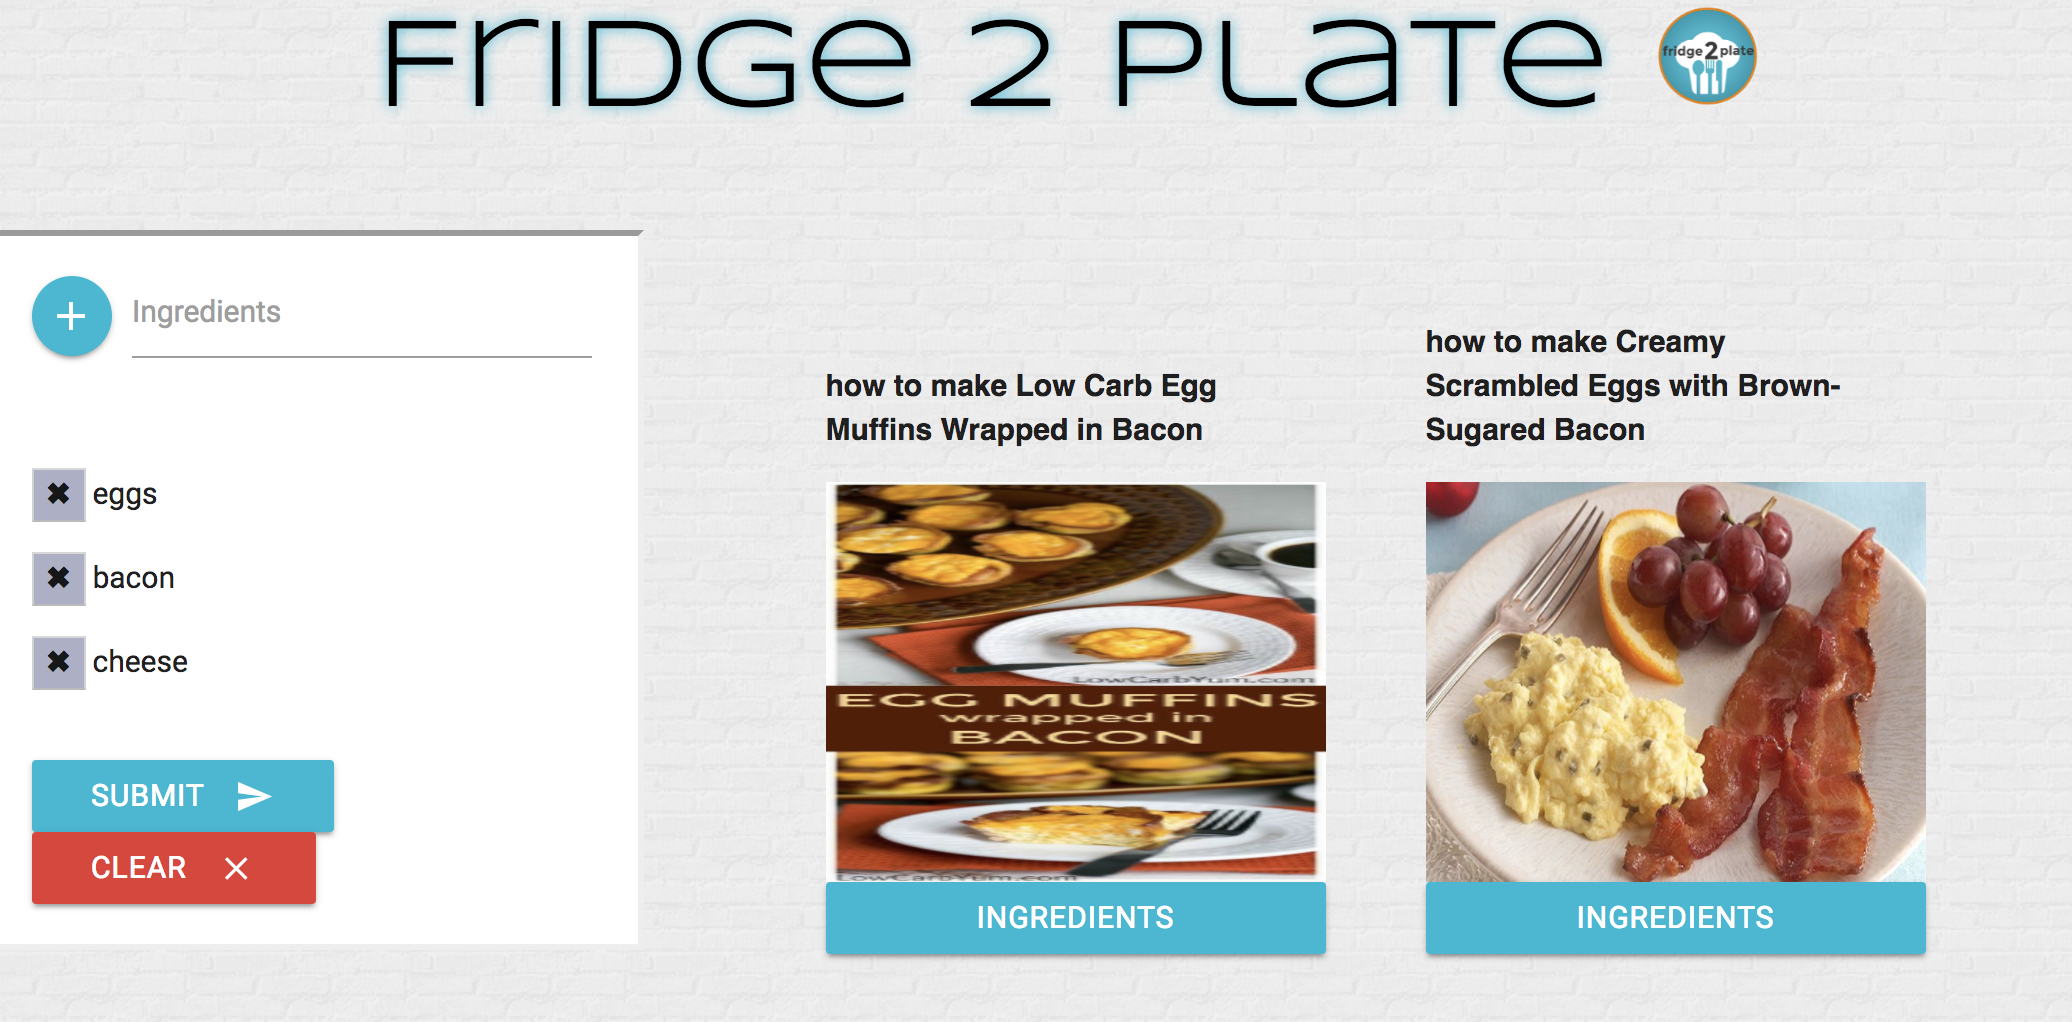 Fridge 2 Plate
fridge 2 plate
Ingredients
eggs
bacon
cheese
SUBMIT
CLEAR
how to make Low Carb Egg
Muffins Wrapped in Bacon
LowCarbYum.com
EGG MUFFINS
wrapped in
BACON
LowCarbYum.com
INGREDIENTS
how to make Creamy
Scrambled Eggs with Brown-
Sugared Bacon
INGREDIENTS